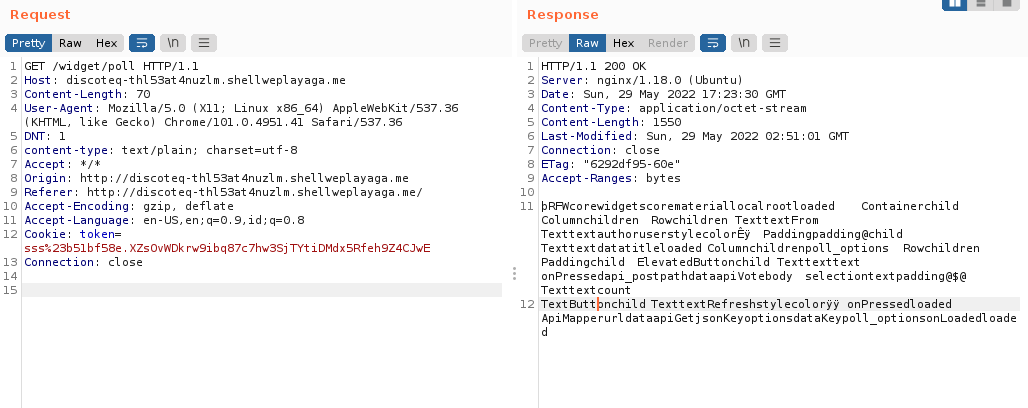 Request
Pretty Raw Hex \n
1 GET /widget/poll HTTP/1.1
2 Host: discoteq-thl53at4nuzlm.shellweplayaga.me
3 Content-Length: 70
4 User-Agent: Mozilla/5.0 (X11; Linux x86_64) AppleWebKit/537.36
(KHTML, like Gecko) Chrome/101.0.4951.41 Safari/537.36
5 DNT: 1
6 content-type: text/plain; charset=utf-8
7 Accept: */*
8 Origin: http://discoteq-thl53at4nuzlm.shellweplayaga.me
9 Referer: http://discoteq-thl53at4nuzlm.shellweplayaga.me/
10 Accept-Encoding: gzip, deflate
11 Accept-Language: en-US,en;q=0.9,id;q=0.8
12 Cookie: token=
sss%23b51bf58e.XZsOvWDkrw9ibq87c7hw3SjTYtiDMdx5Rfeh9Z4CJwE
13 Connection: close
14
15
Response
Pretty Raw Hex Render \n
1 HTTP/1.1 200 OK
2 Server: nginx/1.18.0 (Ubuntu)
3 Date: Sun, 29 May 2022 17:23:30 GMT
4 Content-Type: application/octet-stream
5 Content-Length: 1550
6 Last-Modified: Sun, 29 May 2022 02:51:01 GMT
7 Connection: close
8 ETag: "6292df95-60e"
9 Accept-Ranges: bytes
10
11 þRFWcorewidgetscorematerialLocalrootloaded Containerchild
Columnchildren Rowchildren TexttextFrom
TexttextauthoruserstylecolorÊÿ Paddingpadding@child
Texttextdatatitleloaded Columnchildrenpoll_options Rowchildren
Paddingchild ElevatedButtonchild Texttexttext
onPressedapi_postpathdataapiVotebody selectiontextpadding@$@
Texttextcount
12 TextButtonchild TexttextRefreshstylecolorÿÿ onPressedloaded
ApiMapperurldataapiGetjsonKeyoptionsdataKeypoll_optionsonLoadedloade
d